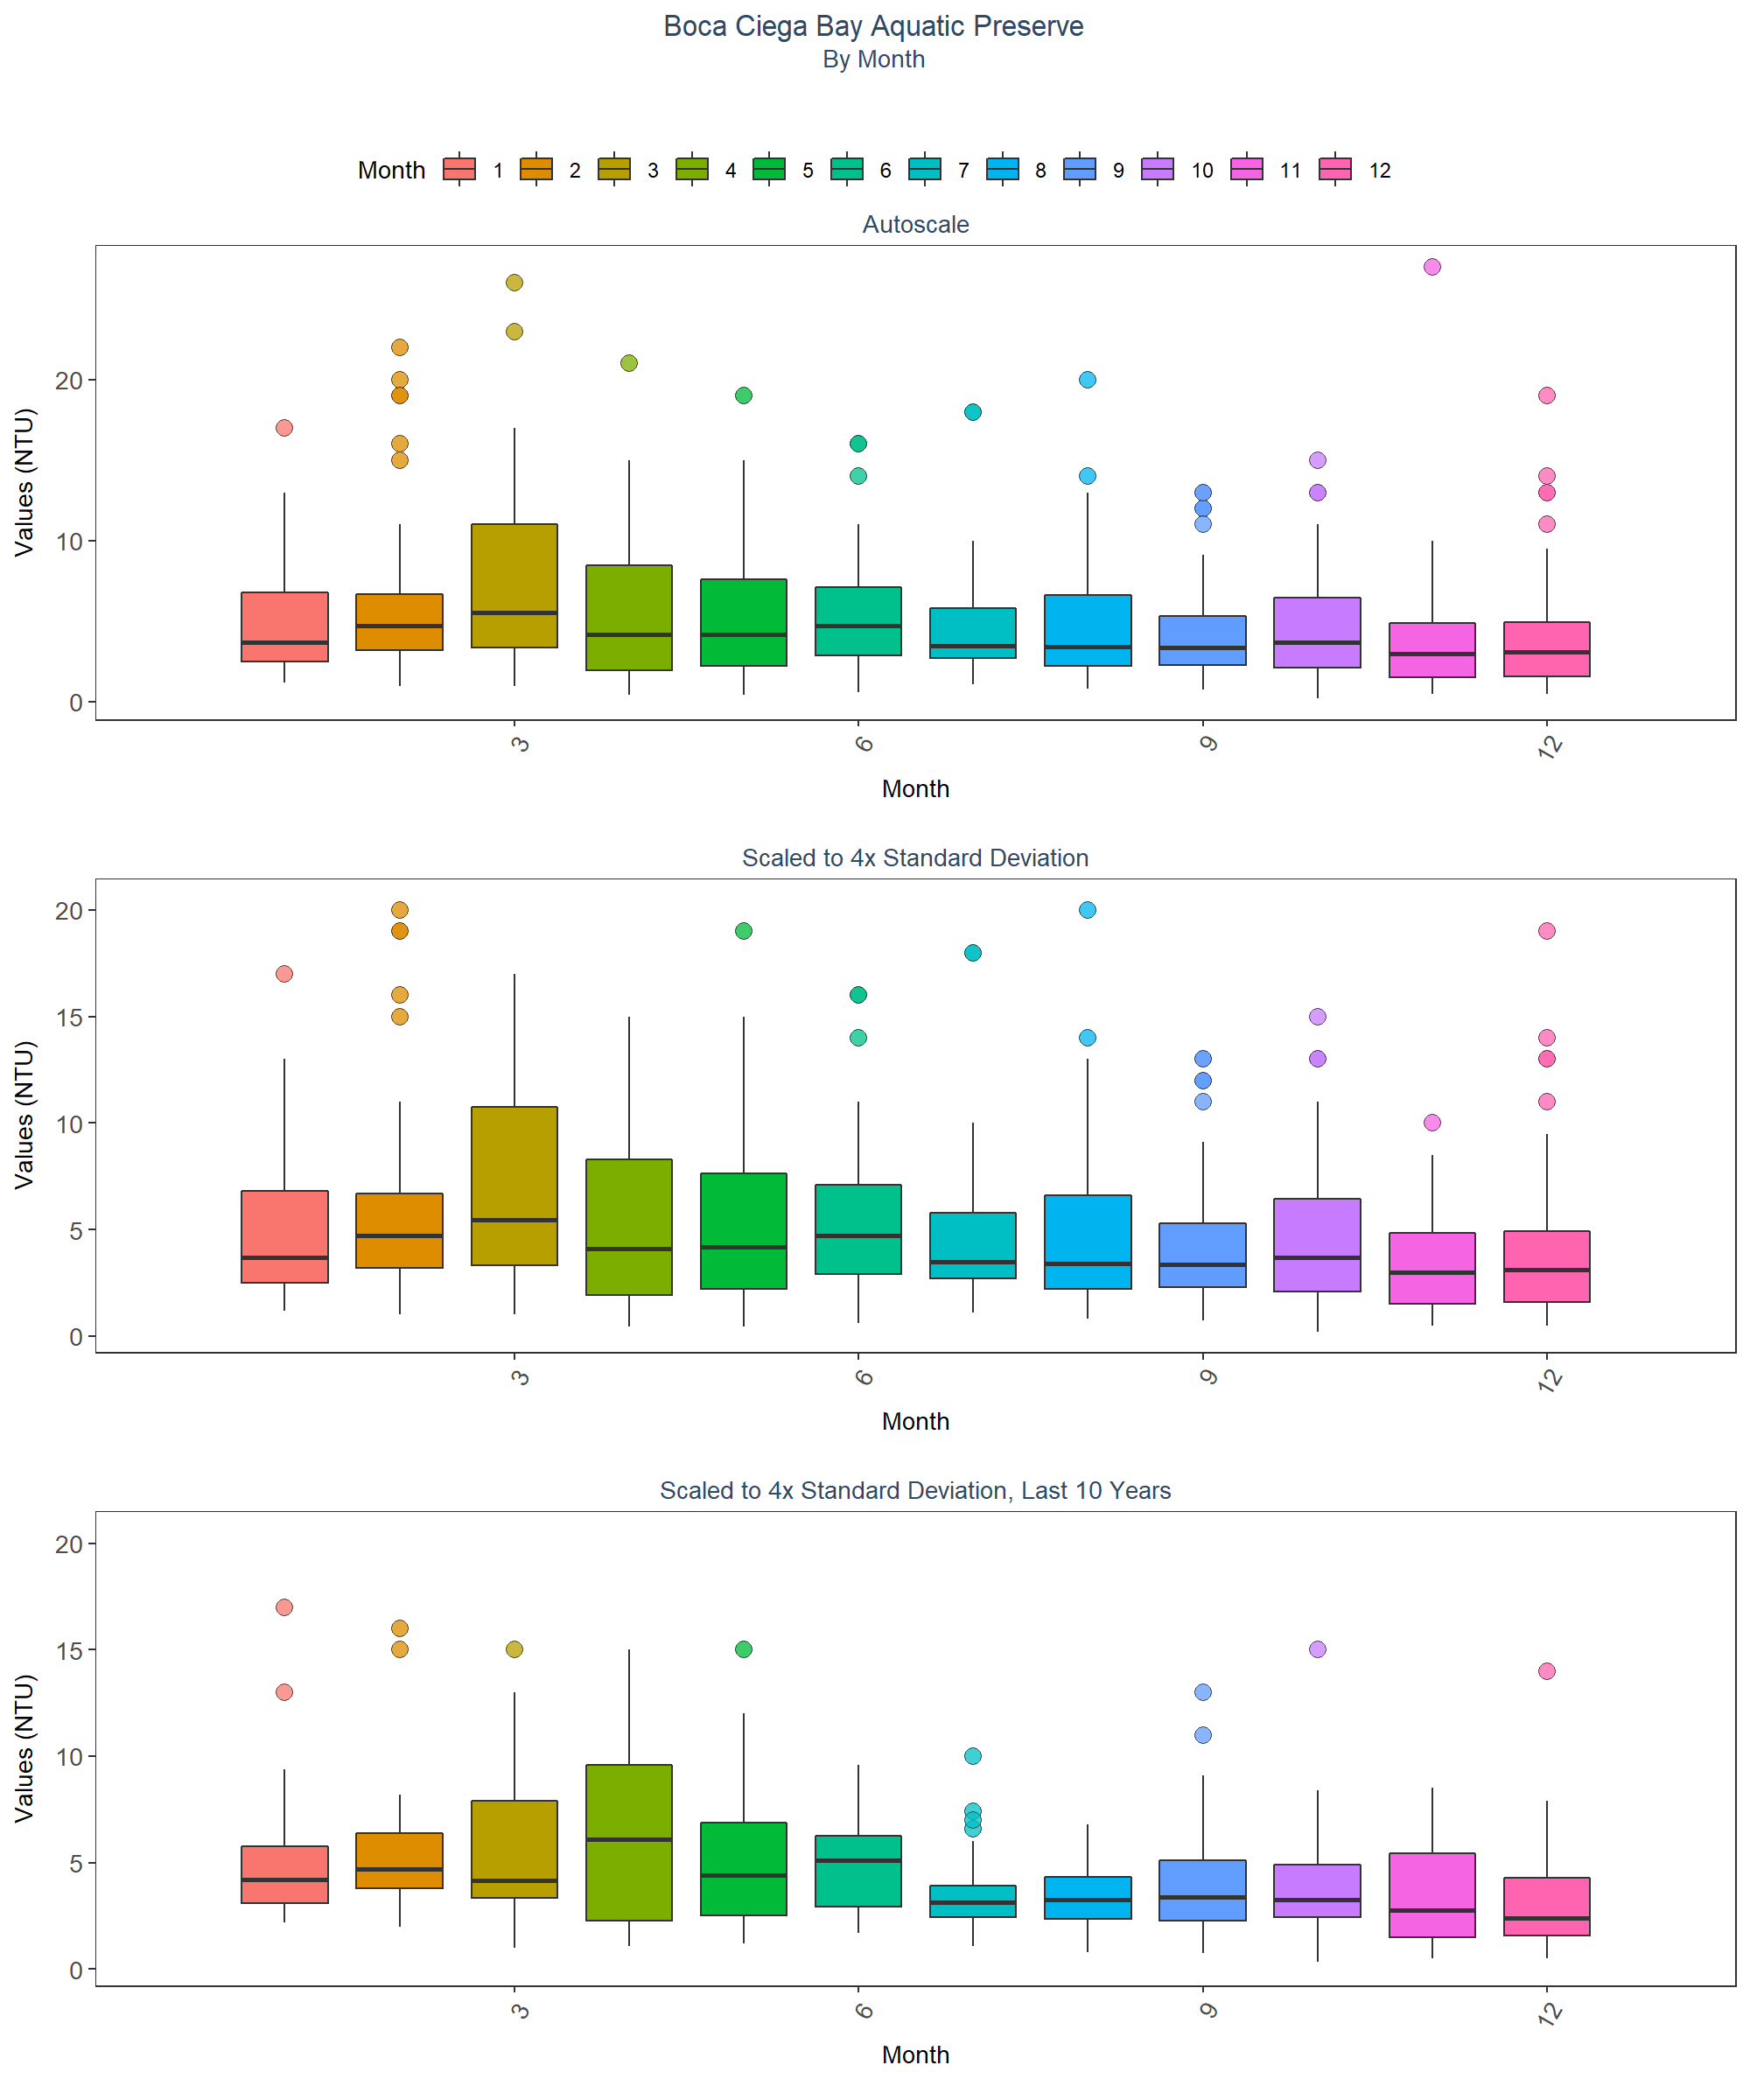 Boca Ciega Bay Aquatic Preserve
By Month
Month 1 2 3 4 5 6 7 8 9 10 11 12
Autoscale
Values (NTU)
20
10
0
3 6 9 12
Month
Scaled to 4x Standard Deviation
Values (NTU)
20
15
10
5
0
3 6 9 12
Month
Scaled to 4x Standard Deviation, Last 10 Years
Values (NTU)
20
15
10
5
0
3 6 9 12
Month